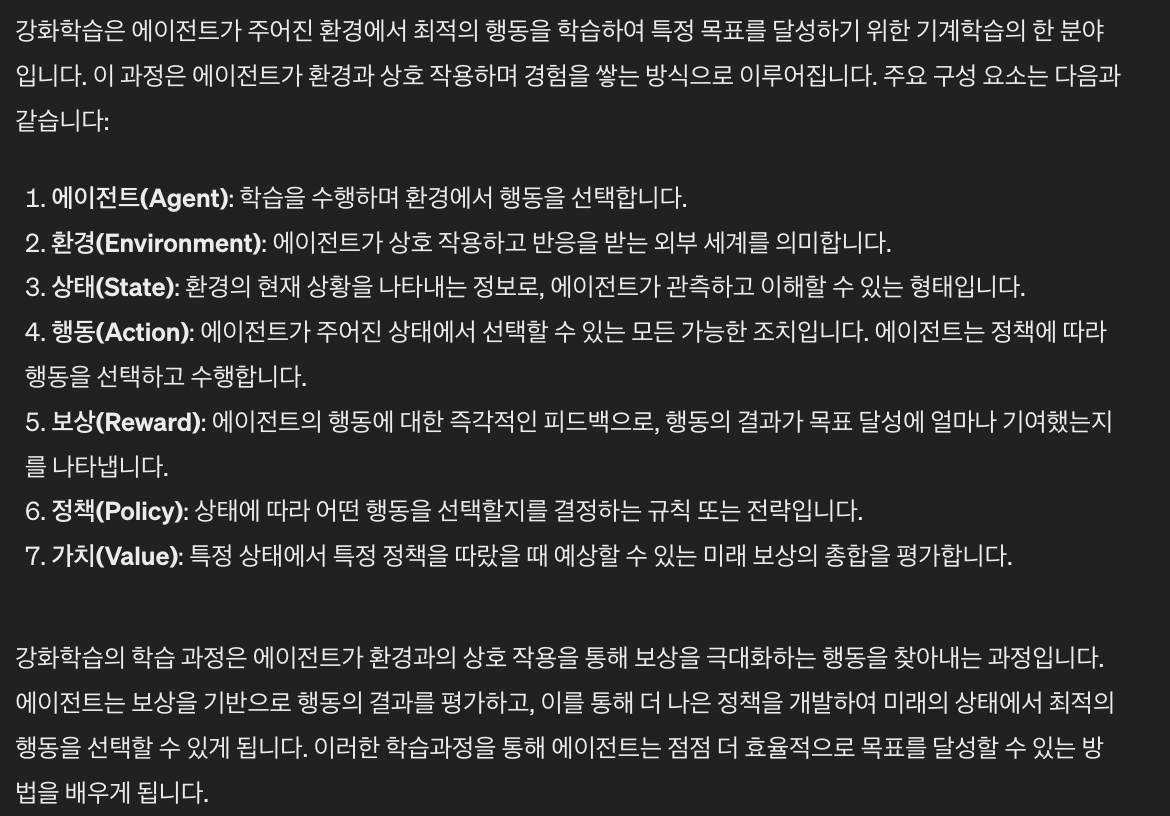 강화학습은 에이전트가 주어진 환경에서 최적의 행동을 학습하여 특정 목표를 달성하기 위한 기계학습의 한 분야
입니다. 이 과정은 에이전트가 환경과 상호 작용하며 경험을 쌓는 방식으로 이루어집니다. 주요 구성 요소는 다음과
같습니다:
1. 에이전트(Agent): 학습을 수행하며 환경에서 행동을 선택합니다.
2. 환경(Environment): 에이전트가 상호 작용하고 반응을 받는 외부 세계를 의미합니다.
3. 상태(State): 환경의 현재 상황을 나타내는 정보로, 에이전트가 관측하고 이해할 수 있는 형태입니다.
4. 행동(Action): 에이전트가 주어진 상태에서 선택할 수 있는 모든 가능한 조치입니다. 에이전트는 정책에 따라
행동을 선택하고 수행합니다.
5. 보상(Reward): 에이전트의 행동에 대한 즉각적인 피드백으로, 행동의 결과가 목표 달성에 얼마나 기여했는지
를 나타냅니다.
6. 정책(Policy): 상태에 따라 어떤 행동을 선택할지를 결정하는 규칙 또는 전략입니다.
7. 가치(Value): 특정 상태에서 특정 정책을 따랐을 때 예상할 수 있는 미래 보상의 총합을 평가합니다.
강화학습의 학습 과정은 에이전트가 환경과의 상호 작용을 통해 보상을 극대화하는 행동을 찾아내는 과정입니다.
에이전트는 보상을 기반으로 행동의 결과를 평가하고, 이를 통해 더 나은 정책을 개발하여 미래의 상태에서 최적의
행동을 선택할 수 있게 됩니다. 이러한 학습과정을 통해 에이전트는 점점 더 효율적으로 목표를 달성할 수 있는 방
법을 배우게 됩니다.